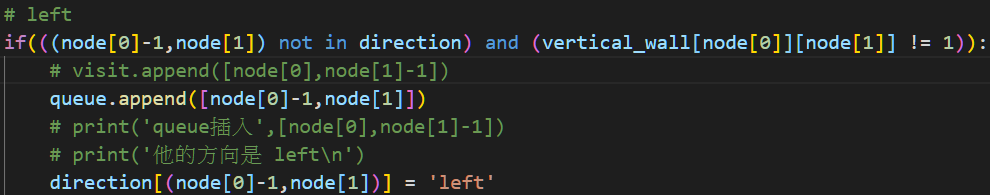 # left
if(((node[0]-1,node[1]) not in direction) and (vertical_wall[node[0]][node[1]] != 1)):
# visit.append([node[0],node[1]-1])
queue.append([node[0]-1,node[1]])
# print('queue插入',[node[0],node[1]-1])
# print('他的方向是 left\n')
direction[(node[0]-1,node[1])] = 'left'